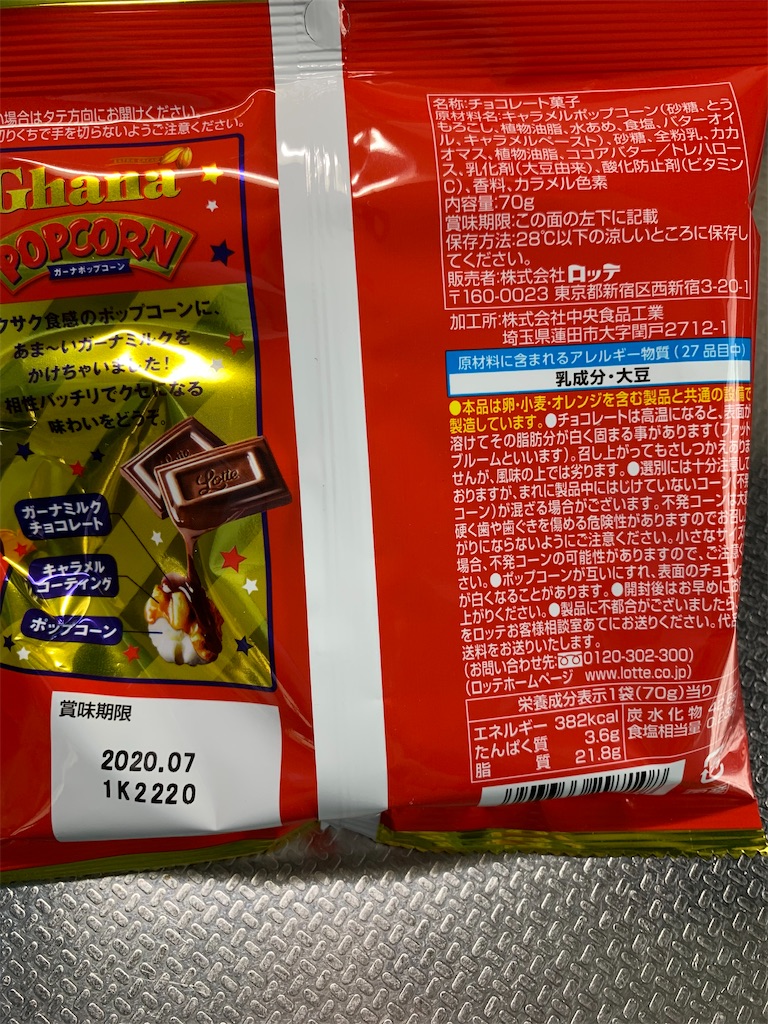 い場合はタテ方向にお開けください
切りくちで手を切らないようご注意ください。
Ghana
POPCORN
ガーナポップコーン
クサク食感のポップコーンに、
あま〜いガーナミルクを
かけちゃいました!
相性バッチリでクセになる
味わいをどうぞ。
Lotte
Lotte
ガーナミルク
チョコレート
キャラメル
コーティング
ポップコーン
賞味期限
2020.07
1K2220
名称:チョコレート菓子
原材料名:キャラメルポップコーン(砂糖、とう
もろこし、植物油脂、水あめ、食塩、バターオイ
ル、キャラメルペースト)、砂糖、全粉乳、カカ
オマス、植物油脂、ココアバター/トレハロー
ス、乳化剤(大豆由来)、酸化防止剤(ビタミン
C)、香料、カラメル色素
内容量:70g
賞味期限:この面の左下に記載
保存方法:28℃以下の涼しいところに保存し
てください。
販売者:株式会社ロッテ
〒160-0023 東京都新宿区西新宿3-20-1
加工所:株式会社中央食品工業
埼玉県蓮田市大字閏戸2712-1
原材料に含まれるアレルギー物質(27品目中)
乳成分・大豆
●本品は卵・小麦・オレンジを含む製品と共通の設備で
製造しています。●チョコレートは高温になると、表面が
溶けてその脂肪分が白く固まる事があります(ファット
ブルームといいます)。召し上がってもさしつかえありま
せんが、風味の上では劣ります。●選別には十分注意して
おりますが、まれに製品中にはじけていないコーン(不発
コーン)が混ざる場合がございます。不発コーンは大変
硬く歯や歯ぐきを傷める危険性がありますのでお召し上
がりにならないようにご注意ください。小さなサイズの
場合、不発コーンの可能性がありますので、ご注意くだ
さい。●ポップコーンが互いにすれ、表面のチョコレ
が白くなることがあります。●開封後はお早めにお
上がりください。●製品に不都合がございましたら
をロッテお客様相談室あてにお送りください。代
送料をお送りいたします。
(お問い合わせ先:0120-302-300)
(ロッテホームページ www.lotte.co.jp)
栄養成分表示1袋(70g)当り
エネルギー 382kcal 炭水化物
たんぱく質 3.6g 食塩相当量
脂質 21.8g